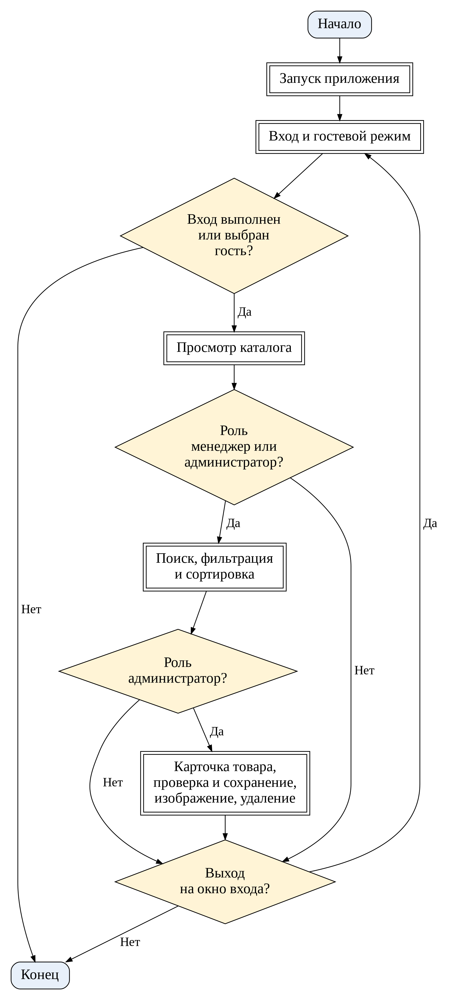 Начало
Запуск приложения
Вход и гостевой режим
Вход выполнен
или выбран
гость?
Да
Просмотр каталога
Роль
менеджер или
администратор?
Да
Да
Поиск, фильтрация
и сортировка
Нет
Роль
администратор?
Нет
Да
Карточка товара,
проверка и сохранение,
изображение, удаление
Нет
Выход
на окно входа?
Нет
Конец